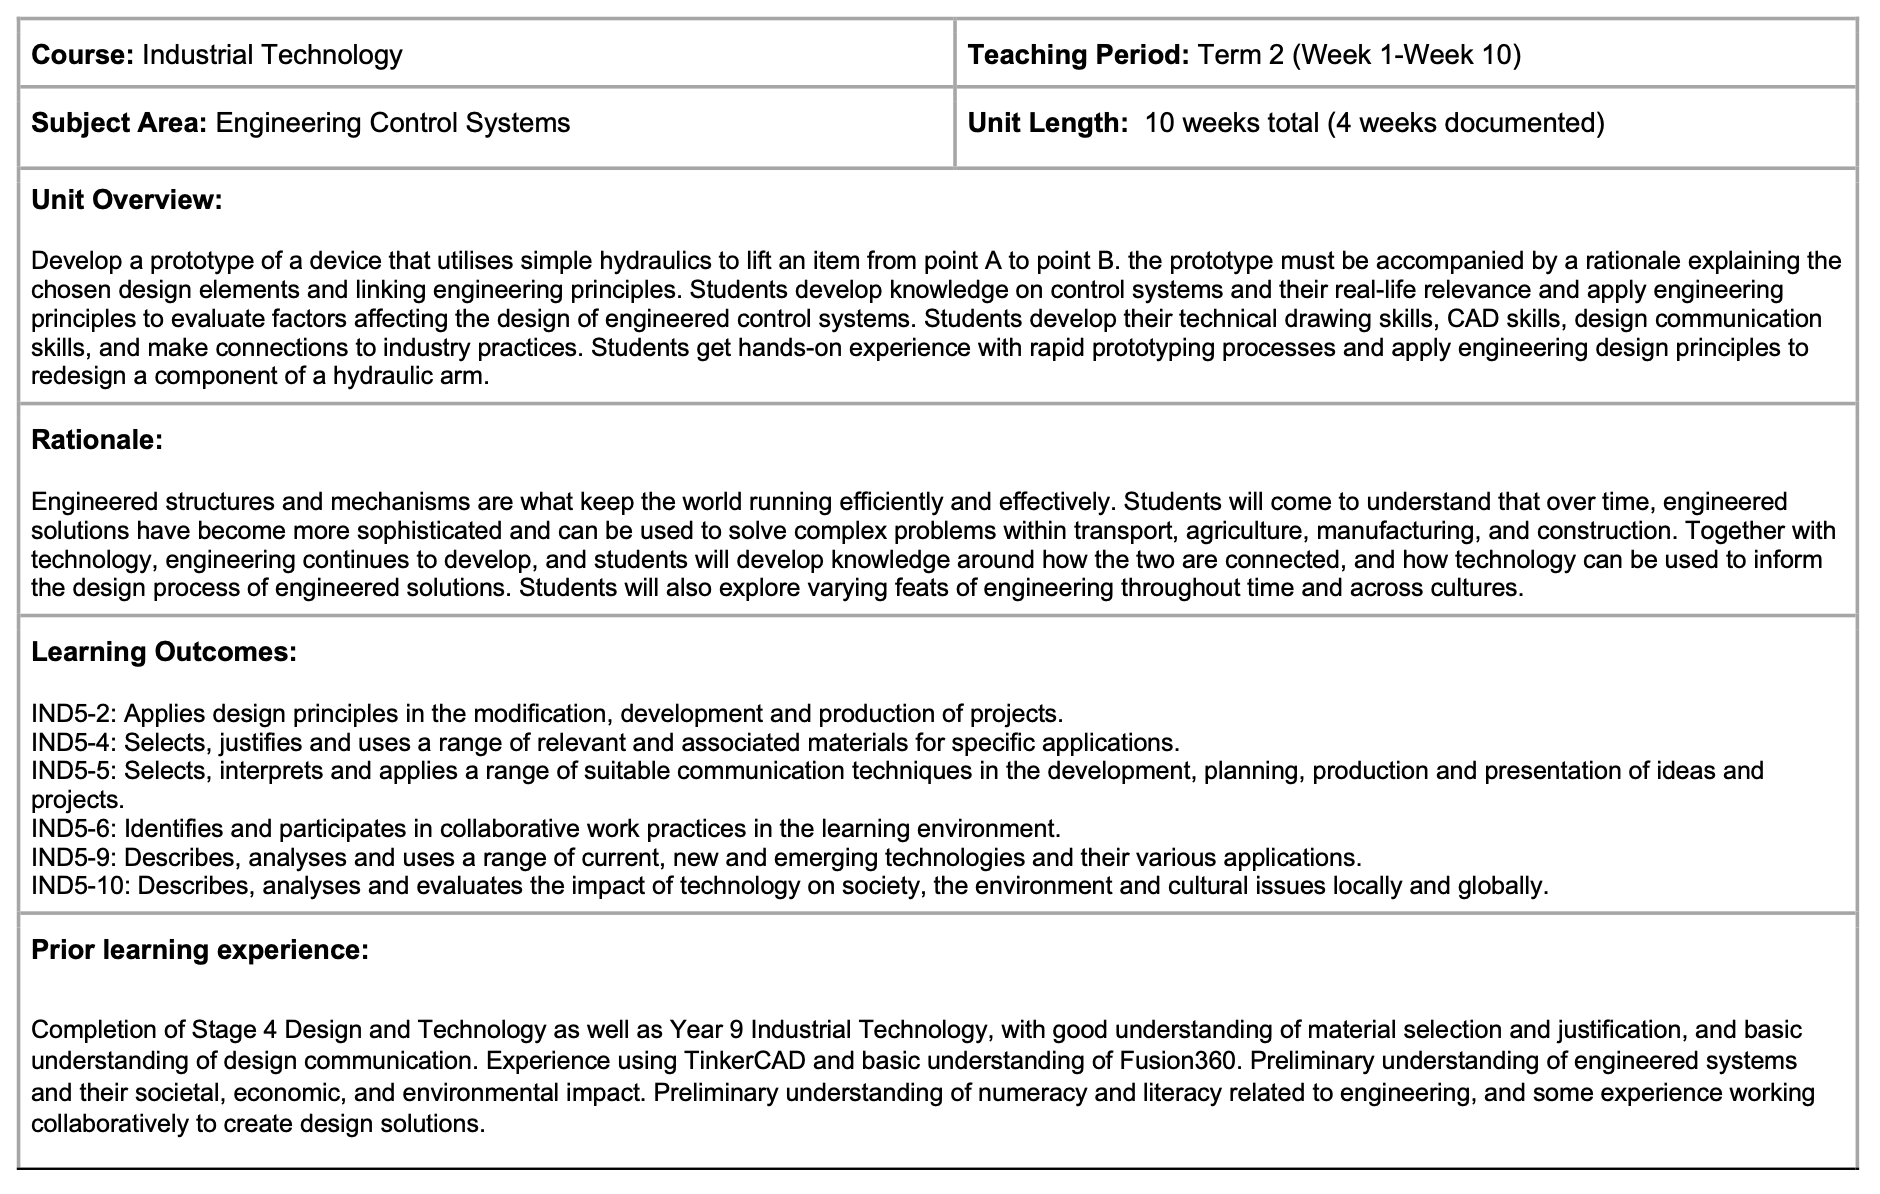 Course: Industrial Technology
Teaching Period: Term 2 (Week 1-Week 10)
Subject Area: Engineering Control Systems
Unit Length:  10 weeks total (4 weeks documented)
Unit Overview:
Develop a prototype of a device that utilises simple hydraulics to lift an item from point A to point B. the prototype must be accompanied by a rationale explaining the
chosen design elements and linking engineering principles. Students develop knowledge on control systems and their real-life relevance and apply engineering
principles to evaluate factors affecting the design of engineered control systems. Students develop their technical drawing skills, CAD skills, design communication
skills, and make connections to industry practices. Students get hands-on experience with rapid prototyping processes and apply engineering design principles to
redesign a component of a hydraulic arm.
Rationale:
Engineered structures and mechanisms are what keep the world running efficiently and effectively. Students will come to understand that over time, engineered
solutions have become more sophisticated and can be used to solve complex problems within transport, agriculture, manufacturing, and construction. Together with
technology, engineering continues to develop, and students will develop knowledge around how the two are connected, and how technology can be used to inform
the design process of engineered solutions. Students will also explore varying feats of engineering throughout time and across cultures.
Learning Outcomes:
IND5-2: Applies design principles in the modification, development and production of projects.
IND5-4: Selects, justifies and uses a range of relevant and associated materials for specific applications.
IND5-5: Selects, interprets and applies a range of suitable communication techniques in the development, planning, production and presentation of ideas and
projects.
IND5-6: Identifies and participates in collaborative work practices in the learning environment.
IND5-9: Describes, analyses and uses a range of current, new and emerging technologies and their various applications.
IND5-10: Describes, analyses and evaluates the impact of technology on society, the environment and cultural issues locally and globally.
Prior learning experience:
Completion of Stage 4 Design and Technology as well as Year 9 Industrial Technology, with good understanding of material selection and justification, and basic
understanding of design communication. Experience using TinkerCAD and basic understanding of Fusion360. Preliminary understanding of engineered systems
and their societal, economic, and environmental impact. Preliminary understanding of numeracy and literacy related to engineering, and some experience working
collaboratively to create design solutions.